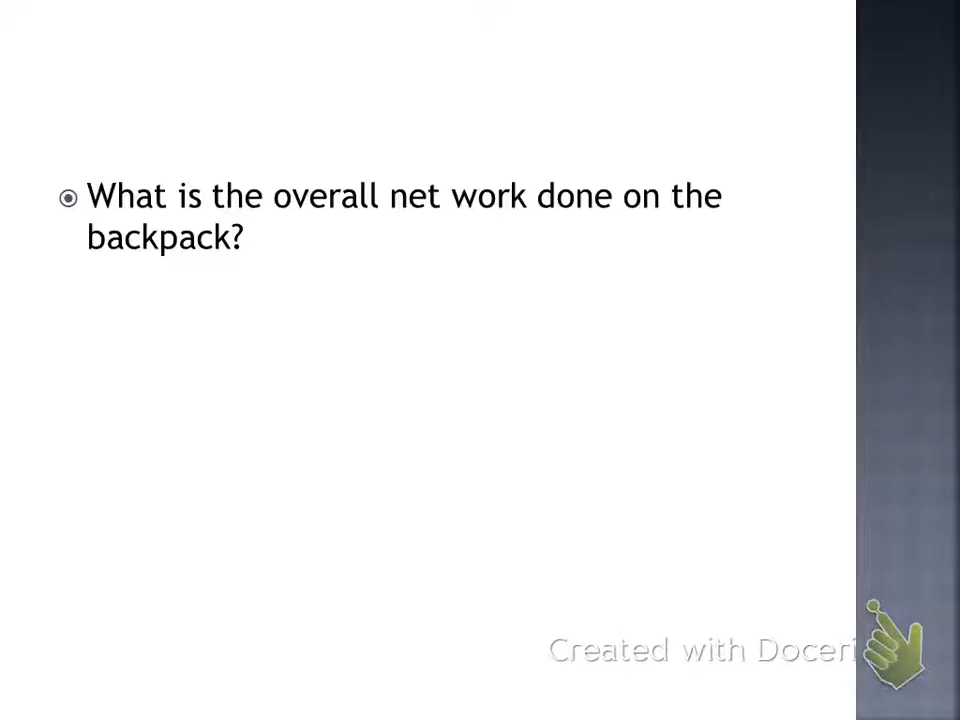 What is the overall net work done on the
backpack?
Created with Doceri